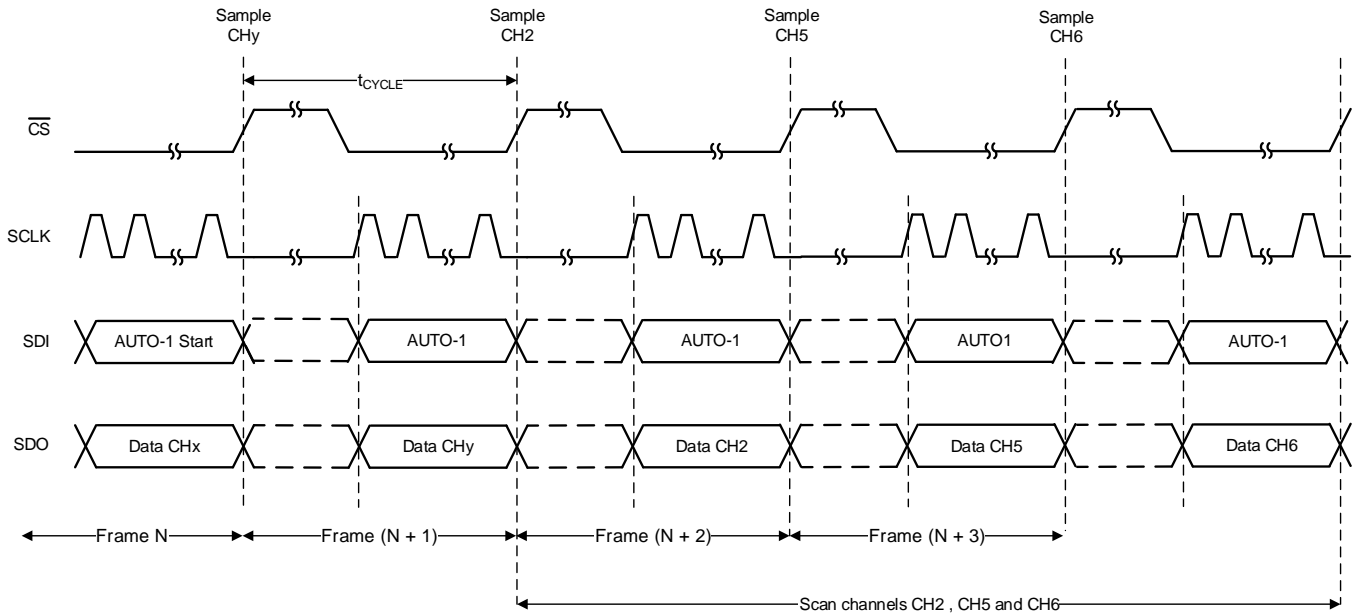 Sample
CHy
Sample
CH2
Sample
CH5
Sample
CH6
tCYCLE
CS
SCLK
SDI
AUTO-1 Start
AUTO-1
AUTO-1
AUTO1
AUTO-1
SDO
Data CHx
Data CHy
Data CH2
Data CH5
Data CH6
Frame N
Frame (N + 1)
Frame (N + 2)
Frame (N + 3)
Scan channels CH2 , CH5 and CH6